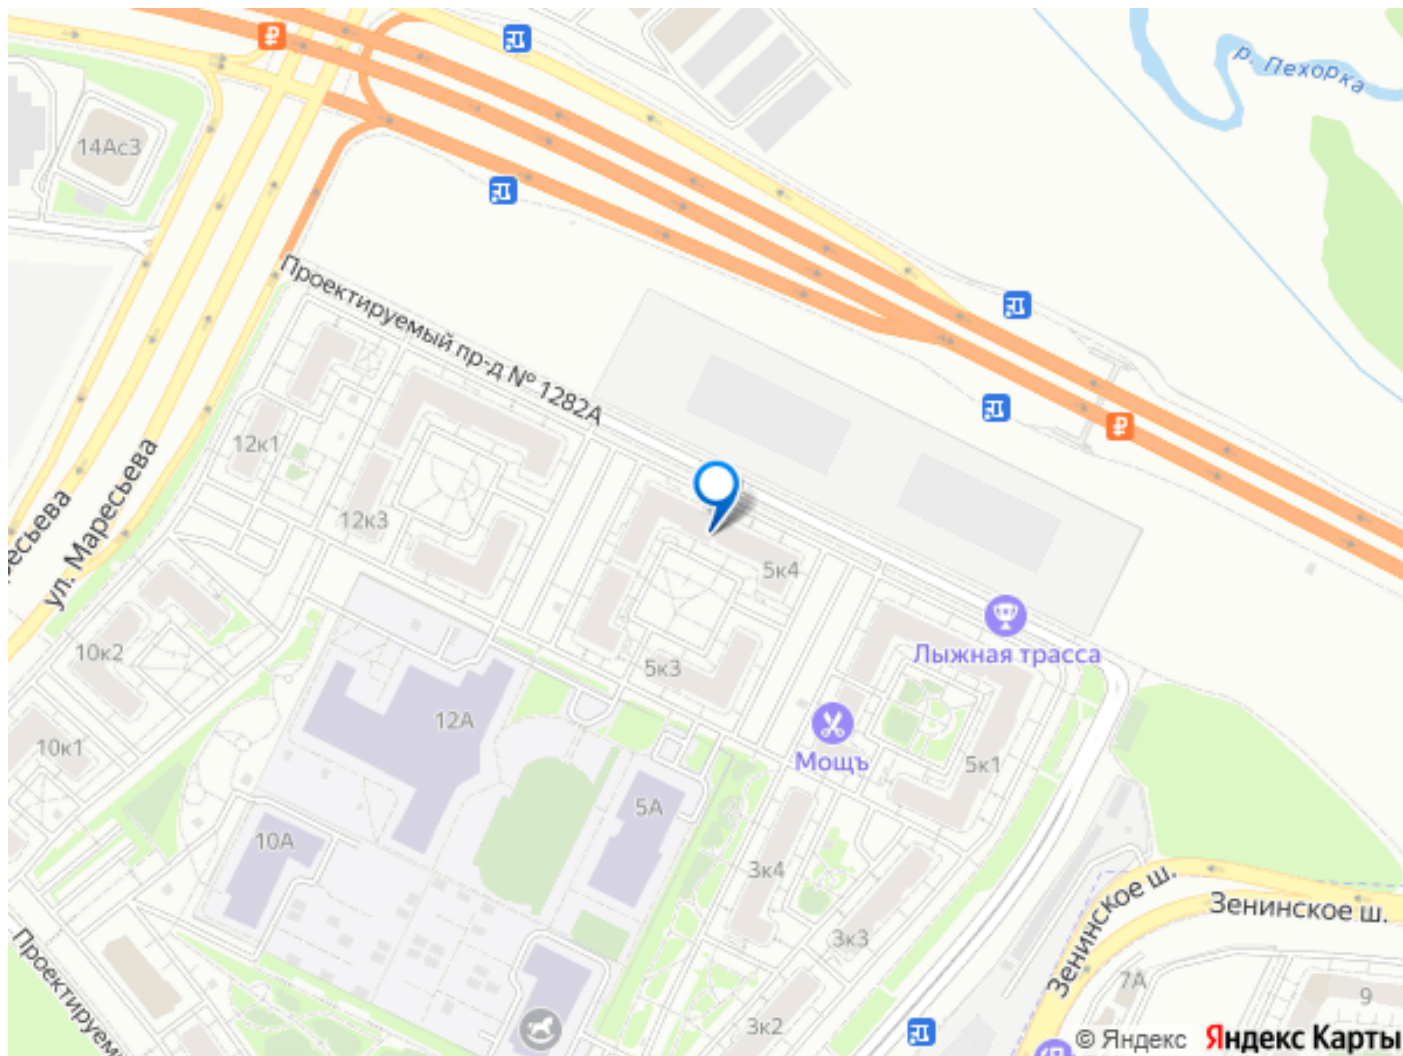 р. Пехорка
14Ас3
Проектируемый пр-д № 1282А
12к1
12к3
ул. Маресьева
есьева
5к4
10к2
5к3
Лыжная трасса
12А
10к1
Мощъ
5к1
5А
10А
3к4
Зенинское ш.
Зенинское ш.
3к3
Проектируем
7А
9
3к2
© Яндекс Яндекс Карты